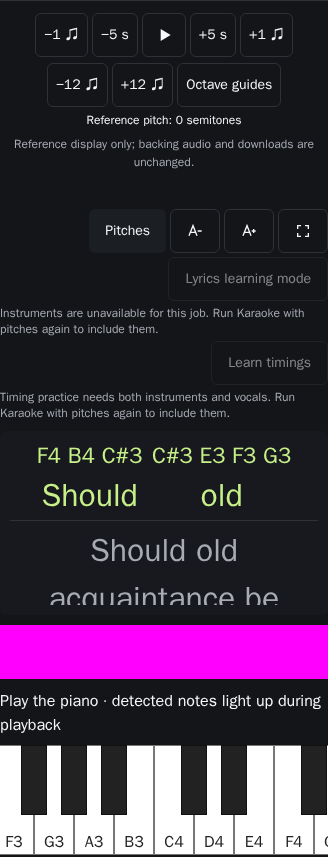 −1 ♫ −5 s +5 s +1 ♫
−12 ♫ +12 ♫ Octave guides
Reference pitch: 0 semitones
Reference display only; backing audio and downloads are
unchanged.
Pitches A- A+
Lyrics learning mode
Instruments are unavailable for this job. Run Karaoke with
pitches again to include them.
Learn timings
Timing practice needs both instruments and vocals. Run
Karaoke with pitches again to include them.
F4 B4 C#3 C#3 E3 F3 G3
Should old
Should old
acquaintance be
Play the piano · detected notes light up during
playback
F3 G3 A3 B3 C4 D4 E4 F4